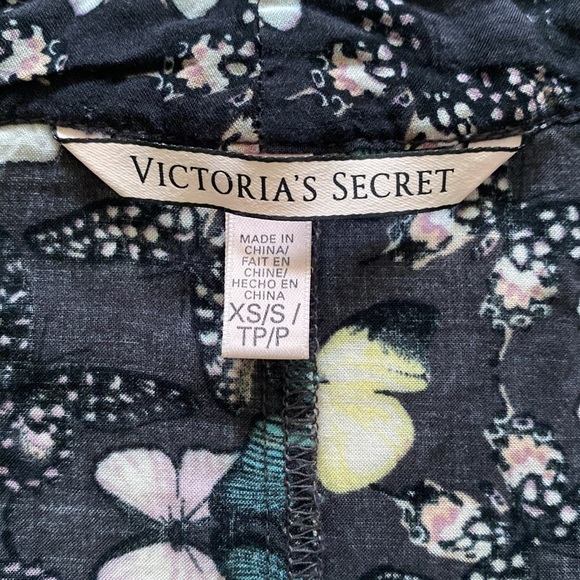 VICTORIA'S SECRET
MADE IN
CHINA/
FAIT EN
CHINE/
HECHO EN
CHINA
XS/S /
TP/P